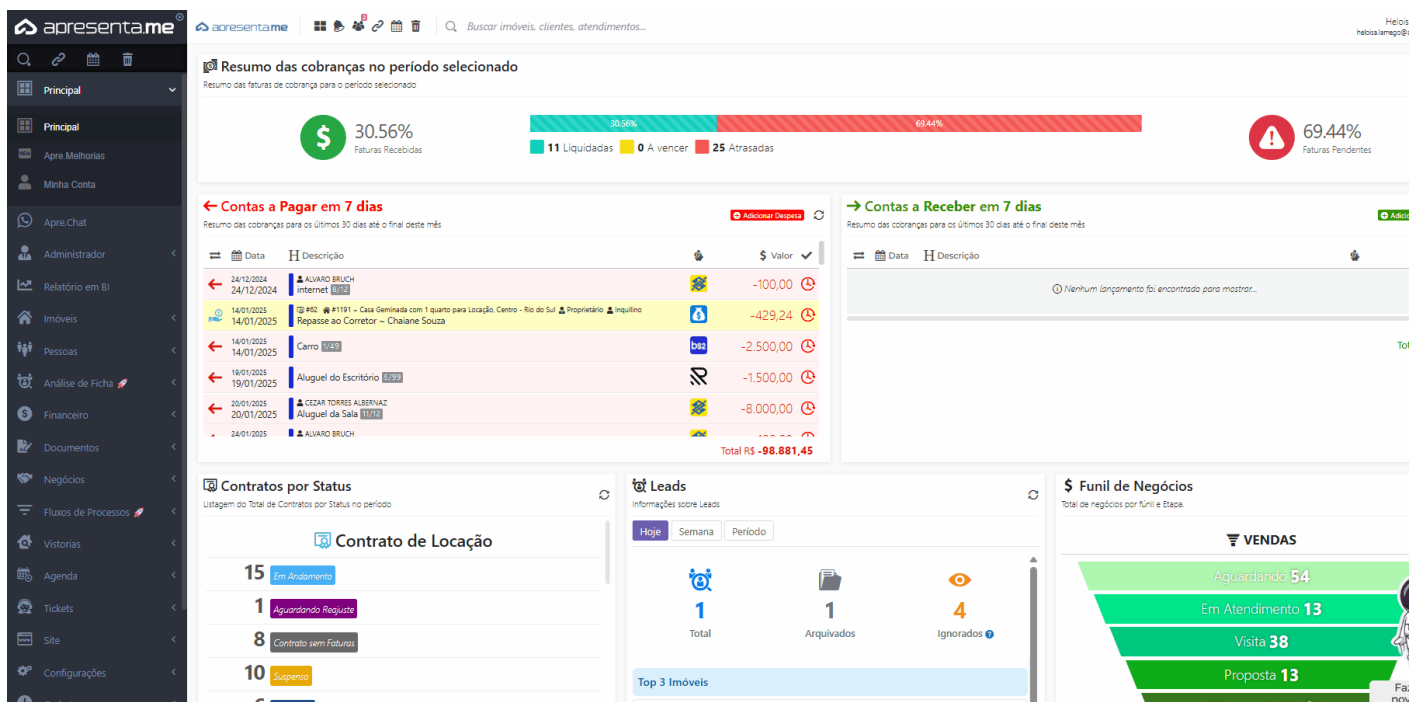 apresenta.me
Principal
Principal
Apre.Melhorias
Minha Conta
Apre.Chat
Administrador
Relatório em BI
Imóveis
Pessoas
Análise de Ficha 🚀
Financeiro
Documentos
Negócios
Fluxos de Processos 🚀
Vistorias
Agenda
Tickets
Site
Configurações
apresenta.me
Buscar imóveis, clientes, atendimentos...
Resumo das cobranças no período selecionado
Resumo das faturas de cobrança para o período selecionado
30.56%
Faturas Recebidas
30.56% 69.44%
11 Liquidadas 0 A vencer 25 Atrasadas
69.44%
Faturas Pendentes
Contas a Pagar em 7 dias
Adicionar Despesa
Resumo das cobranças para os últimos 30 dias até o final deste mês
Data Descrição $ Valor
24/12/2024 ALVARO BRUCH
24/12/2024 internet 8/12 -100,00
14/01/2025 #62 #1191 ~ Casa Geminada com 1 quarto para Locação, Centro - Rio do Sul Proprietário Inquilino
14/01/2025 Repasse ao Corretor ~ Chaiane Souza -429,24
14/01/2025
14/01/2025 Carro 1/49 bs2 -2.500,00
19/01/2025
19/01/2025 Aluguel do Escritório 5/99 -1.500,00
20/01/2025 CEZAR TORRES ALBERNAZ
20/01/2025 Aluguel da Sala 11/12 -8.000,00
24/01/2025 ALVARO BRUCH
Total R$ -98.881,45
Contas a Receber em 7 dias
Resumo das cobranças para os últimos 30 dias até o final deste mês
Data Descrição
Nenhum lançamento foi encontrado para mostrar...
Contratos por Status
Listagem do Total de Contratos por Status no período
Contrato de Locação
15 Em Andamento
1 Aguardando Reajuste
8 Contrato sem Faturas
10 Suspenso
Leads
Informações sobre Leads
Hoje Semana Período
1 1 4
Total Arquivados Ignorados
Top 3 Imóveis
$ Funil de Negócios
Total de negócios por fúnil e Etapa.
VENDAS
Aguardando 54
Em Atendimento 13
Visita 38
Proposta 13